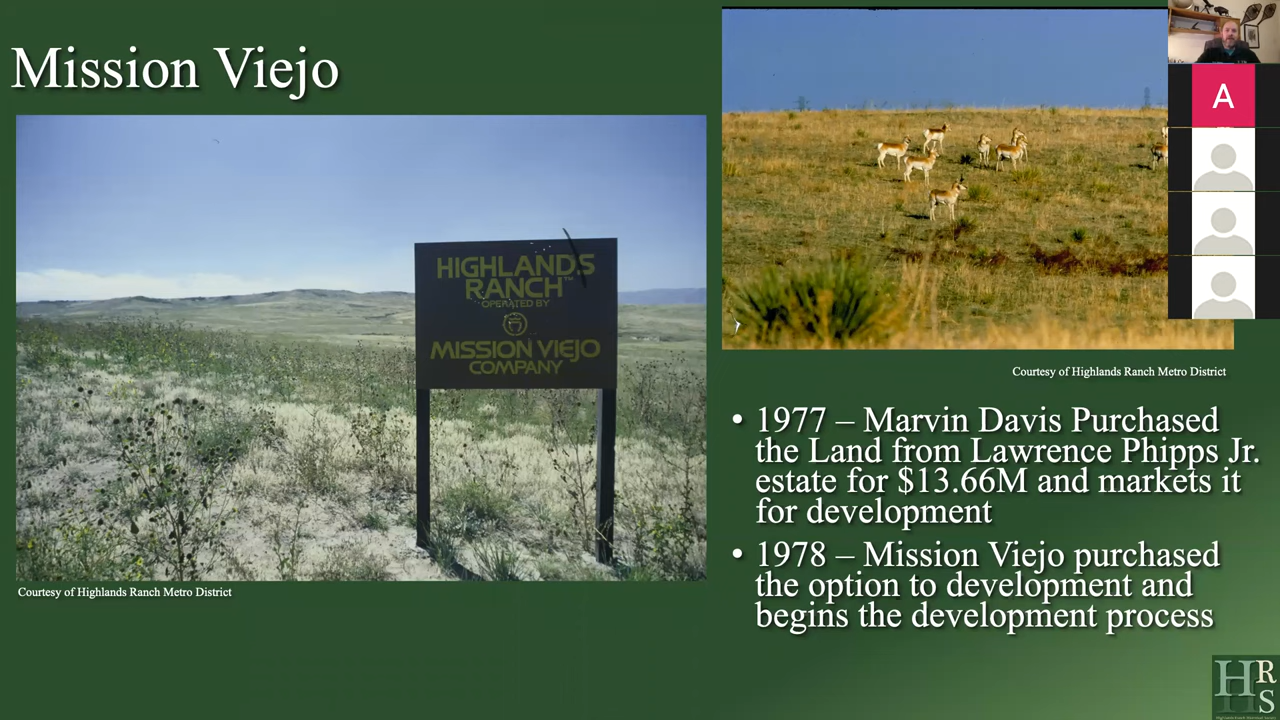 Mission Viejo
HIGHLANDS
RANCH™
OPERATED BY
MISSION VIEJO
COMPANY
Courtesy of Highlands Ranch Metro District
A
Courtesy of Highlands Ranch Metro District
• 1977 – Marvin Davis Purchased
the Land from Lawrence Phipps Jr.
estate for $13.66M and markets it
for development
• 1978 – Mission Viejo purchased
the option to development and
begins the development process
HRS